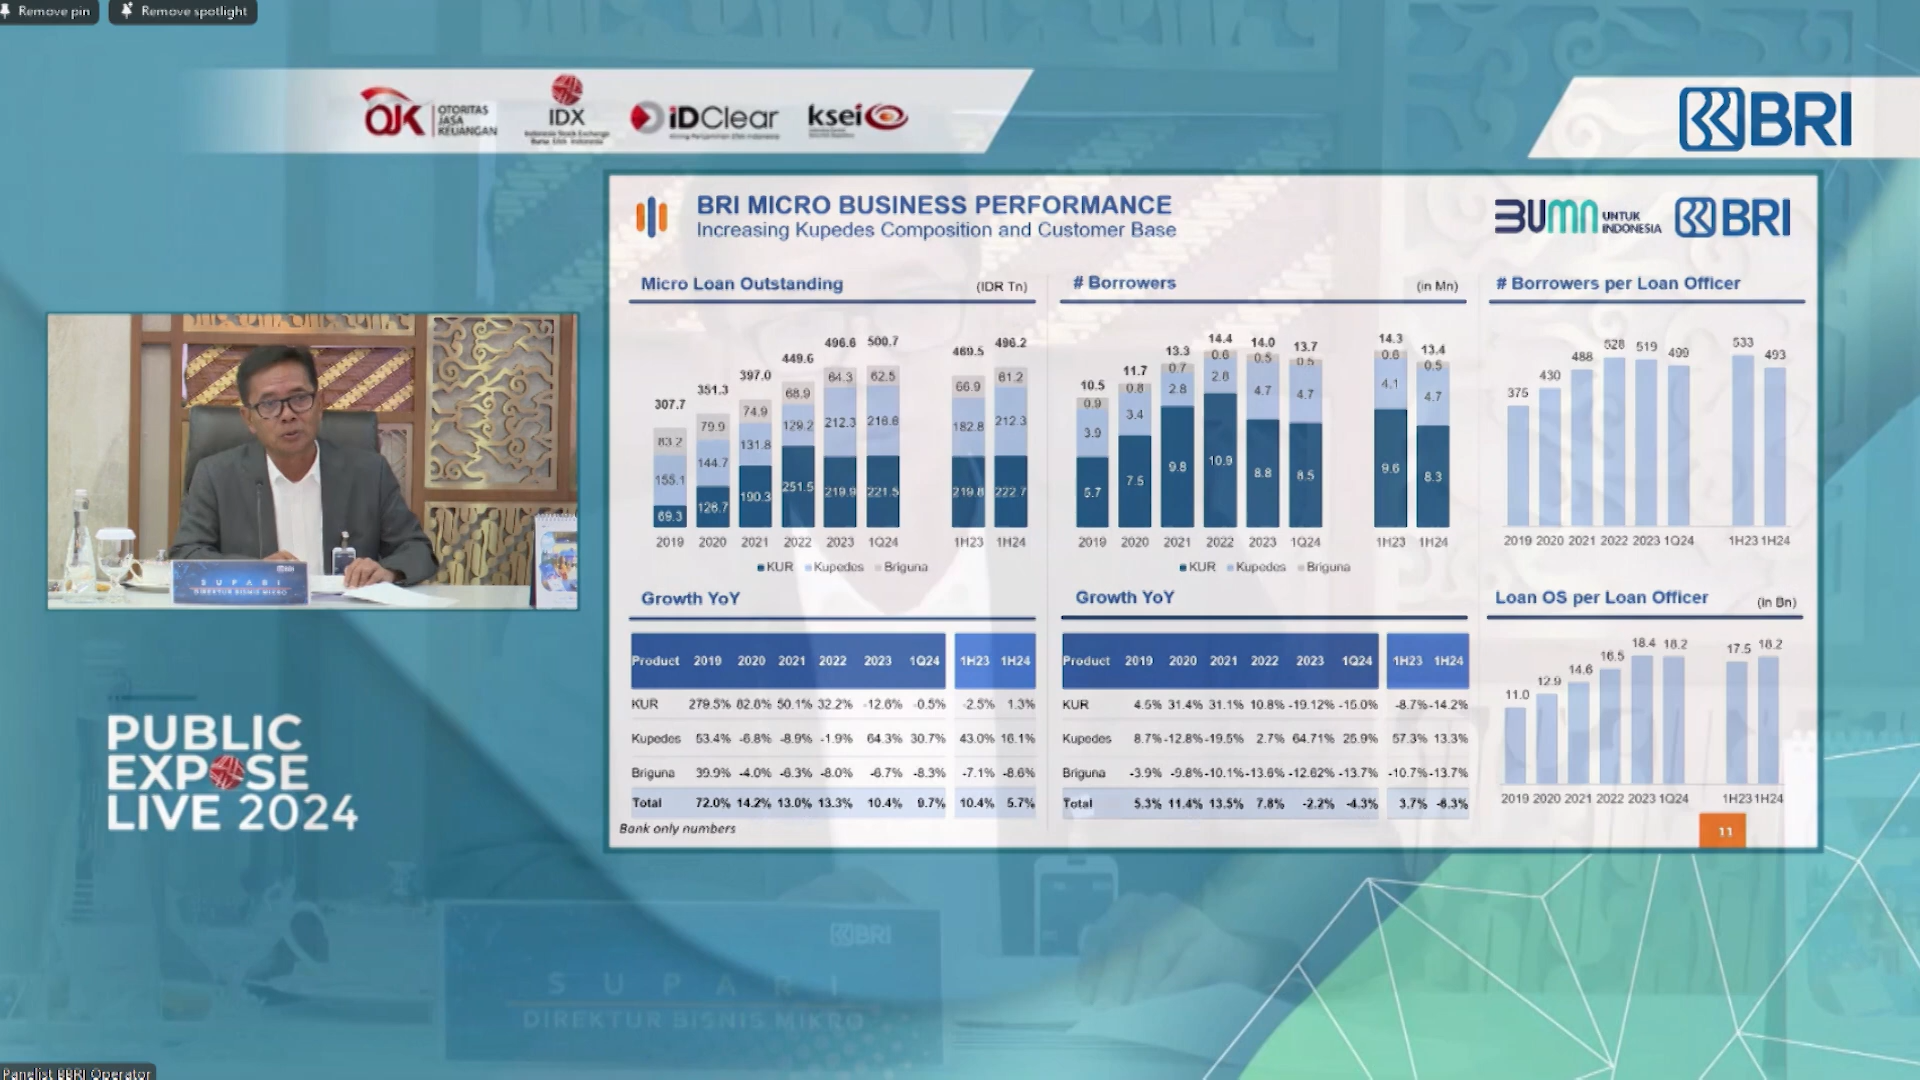 Remove pin
Remove spotlight
OJK OTORITAS JASA KEUANGAN
IDX
Indonesia Stock Exchange
Bursa Efek Indonesia
iDClear
ksei
BRI
BRI MICRO BUSINESS PERFORMANCE
Increasing Kupedes Composition and Customer Base
BUMN UNTUK INDONESIA
BRI
Micro Loan Outstanding (IDR Tn)
307.7 351.3 397.0 449.6 496.6 500.7 469.5 496.2
83.2 79.9 74.9 68.9 64.3 62.5 66.9 61.2
155.1 144.7 131.8 129.2 212.3 216.6 182.8 212.3
69.3 126.7 190.3 251.5 219.9 221.5 219.8 222.7
2019 2020 2021 2022 2023 1Q24 1H23 1H24
KUR Kupedes Briguna
# Borrowers (in Mn)
10.5 11.7 13.3 14.4 14.0 13.7 14.3 13.4
0.9 0.8 0.7 0.6 0.5 0.5 0.6 0.5
3.9 3.4 2.8 2.8 4.7 4.7 4.1 4.7
5.7 7.5 9.8 10.9 8.8 8.5 9.6 8.3
2019 2020 2021 2022 2023 1Q24 1H23 1H24
KUR Kupedes Briguna
# Borrowers per Loan Officer
375 430 488 528 519 499 533 493
2019 2020 2021 2022 2023 1Q24 1H23 1H24
Growth YoY
Product 2019 2020 2021 2022 2023 1Q24 1H23 1H24
KUR 279.5% 82.8% 50.1% 32.2% -12.6% -0.5% -2.5% 1.3%
Kupedes 53.4% -6.8% -8.9% -1.9% 64.3% 30.7% 43.0% 16.1%
Briguna 39.9% -4.0% -6.3% -8.0% -6.7% -8.3% -7.1% -8.6%
Total 72.0% 14.2% 13.0% 13.3% 10.4% 9.7% 10.4% 5.7%
Bank only numbers
Growth YoY
Product 2019 2020 2021 2022 2023 1Q24 1H23 1H24
KUR 4.5% 31.4% 31.1% 10.8% -19.12% -15.0% -8.7% -14.2%
Kupedes 8.7% -12.8% -19.5% 2.7% 64.71% 25.9% 57.3% 13.3%
Briguna -3.9% -9.8% -10.1% -13.6% -12.62% -13.7% -10.7% -13.7%
Total 5.3% 11.4% 13.5% 7.8% -2.2% -4.3% 3.7% -6.3%
Loan OS per Loan Officer (in Bn)
11.0 12.9 14.6 16.5 18.4 18.2 17.5 18.2
2019 2020 2021 2022 2023 1Q24 1H23 1H24
11
BRI
SUPARI
DIREKTUR BISNIS MIKRO
PUBLIC
EXPOSE
LIVE 2024
BRI
SUPARI
DIREKTUR BISNIS MIKRO
Panelist BBRI Operator